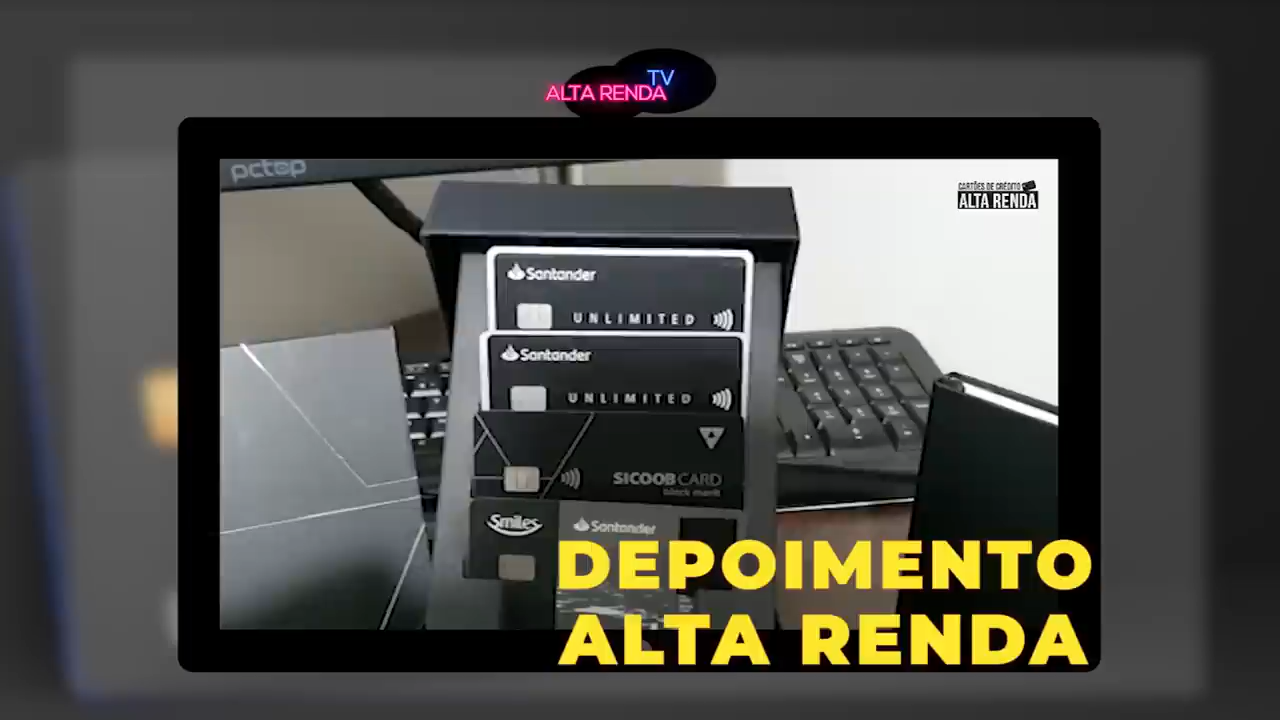 TV
ALTA RENDA
pctop
CARTÕES DE CRÉDITO
ALTA RENDA
Santander
UNLIMITED
Santander
UNLIMITED
SICOOBCARD
black merit
Smiles
Santander
DEPOIMENTO
ALTA RENDA